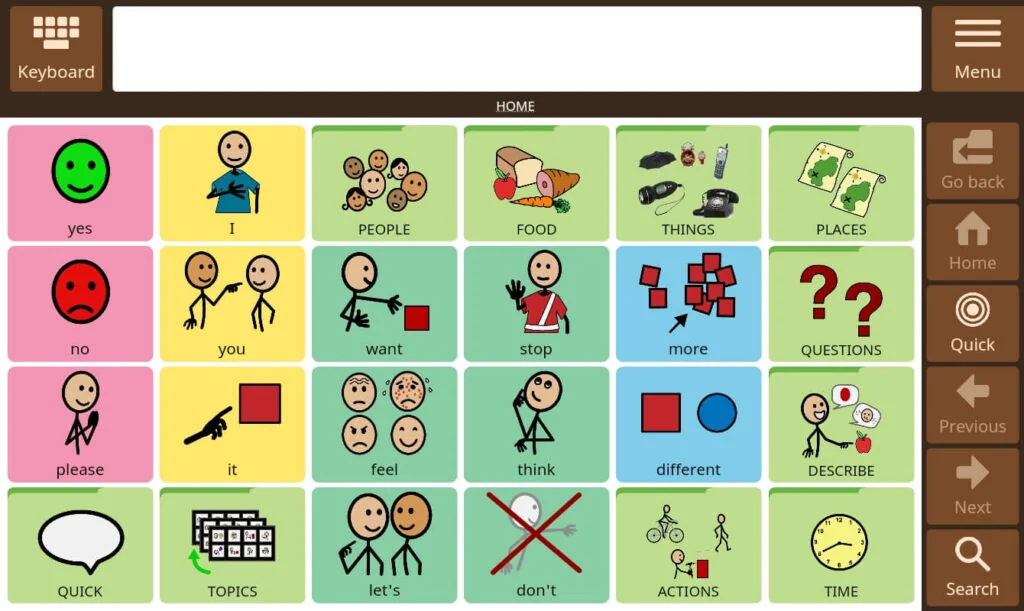 Keyboard
Menu
HOME
yes
I
PEOPLE
FOOD
THINGS
PLACES
Go back
no
you
want
stop
more
QUESTIONS
Home
Quick
please
it
feel
think
different
DESCRIBE
Previous
QUICK
TOPICS
let's
don't
ACTIONS
TIME
Next
Search